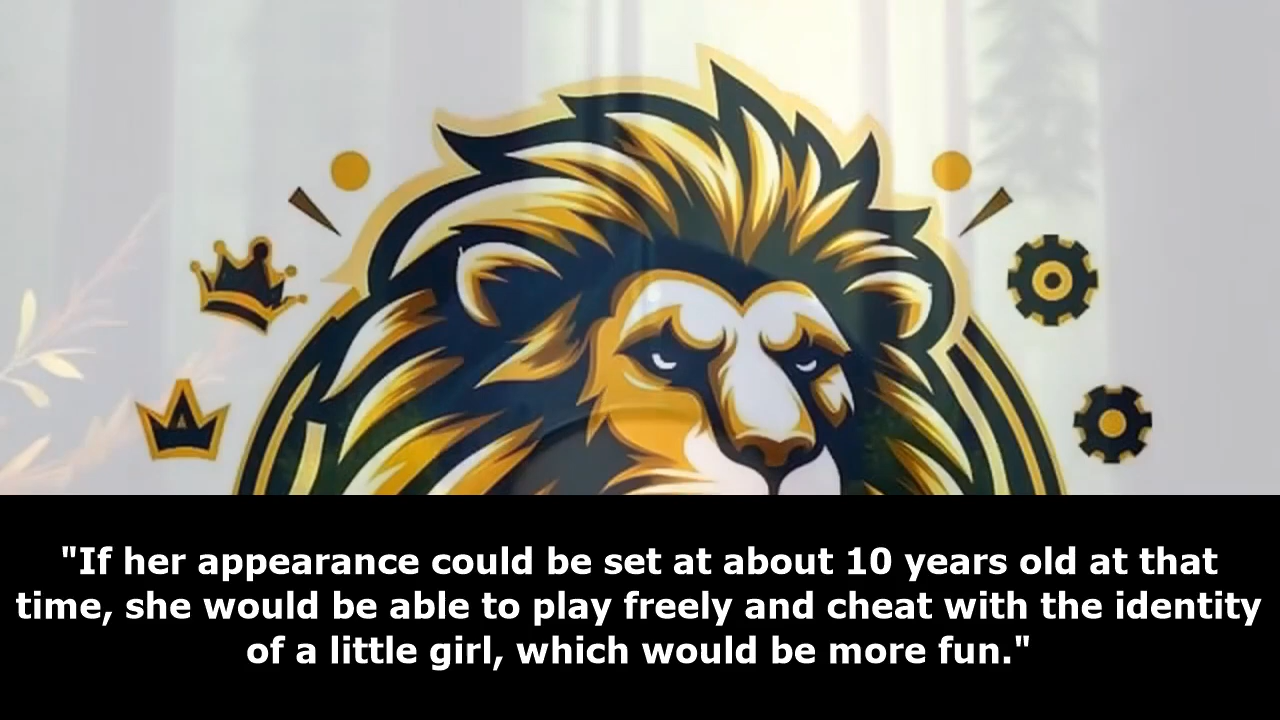 "If her appearance could be set at about 10 years old at that
time, she would be able to play freely and cheat with the identity
of a little girl, which would be more fun."